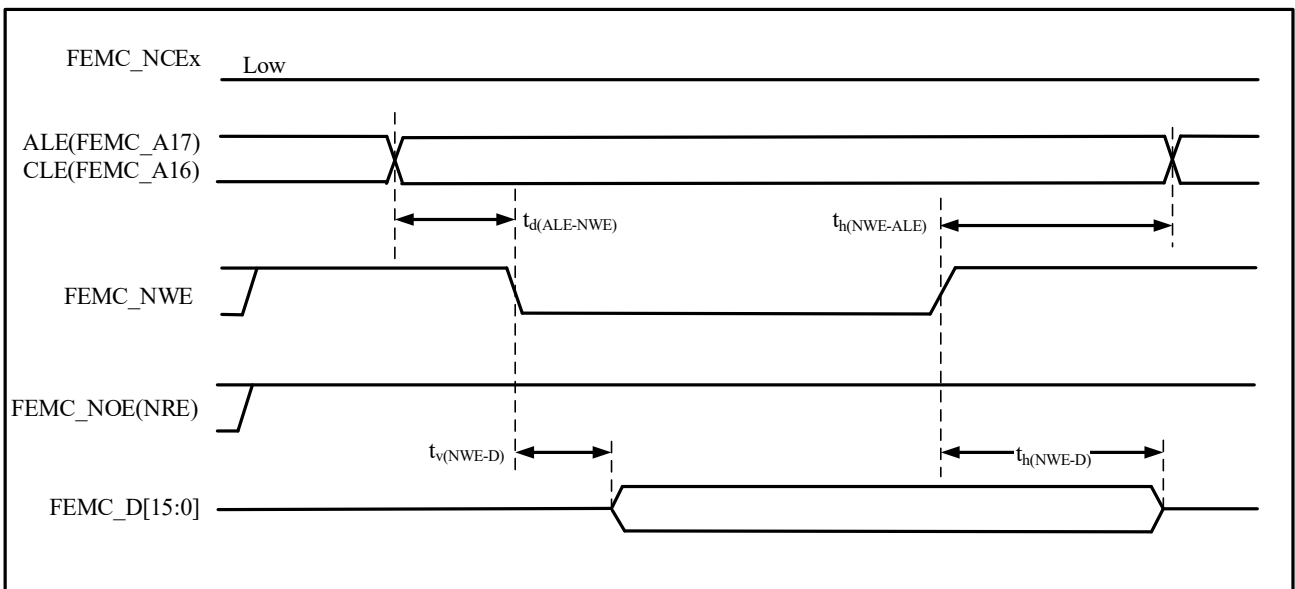 FEMC_NCEx
Low
ALE(FEMC_A17)
CLE(FEMC_A16)
td(ALE-NWE)
th(NWE-ALE)
FEMC_NWE
FEMC_NOE(NRE)
tv(NWE-D)
th(NWE-D)
FEMC_D[15:0]